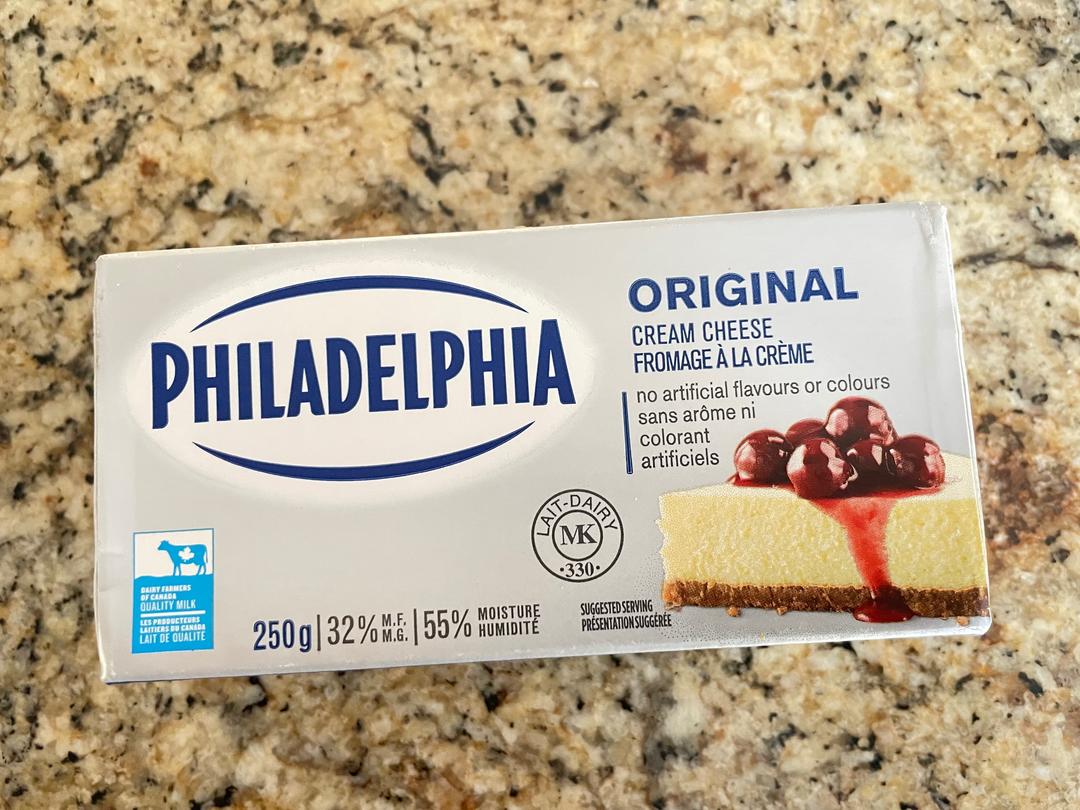 PHILADELPHIA
ORIGINAL
CREAM CHEESE
FROMAGE À LA CRÈME
no artificial flavours or colours
sans arôme ni
colorant
artificiels
LAIT-DAIRY
MK
·330·
DAIRY FARMERS
OF CANADA
QUALITY MILK
LES PRODUCTEURS
LAITIERS DU CANADA
LAIT DE QUALITÉ
250 g | 32% M.F. | 55% MOISTURE
M.G. HUMIDITÉ
SUGGESTED SERVING
PRÉSENTATION SUGGÉRÉE